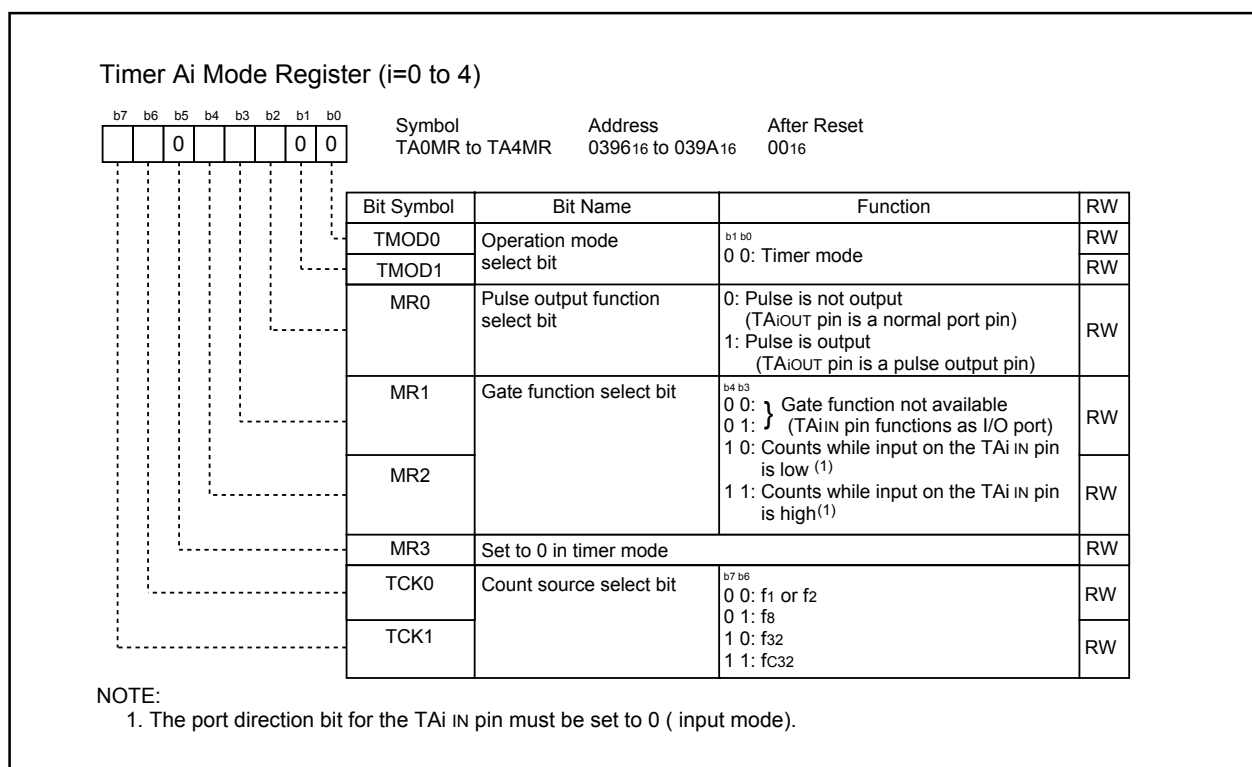 Timer Ai Mode Register (i=0 to 4)
b7 b6 b5 b4 b3 b2 b1 b0
0 0 0
Symbol Address After Reset
TA0MR to TA4MR 039616 to 039A16 0016
Bit Symbol Bit Name Function RW
TMOD0 Operation mode select bit b1 b0 RW
TMOD1 0 0: Timer mode RW
MR0 Pulse output function select bit 0: Pulse is not output
(TAiOUT pin is a normal port pin)
1: Pulse is output
(TAiOUT pin is a pulse output pin) RW
MR1 Gate function select bit b4 b3
0 0: } Gate function not available
0 1: (TAiIN pin functions as I/O port) RW
1 0: Counts while input on the TAi IN pin
is low (1)
MR2 1 1: Counts while input on the TAi IN pin
is high(1) RW
MR3 Set to 0 in timer mode RW
TCK0 Count source select bit b7 b6
0 0: f1 or f2 RW
0 1: f8
TCK1 1 0: f32 RW
1 1: fC32
NOTE:
1. The port direction bit for the TAi IN pin must be set to 0 ( input mode).